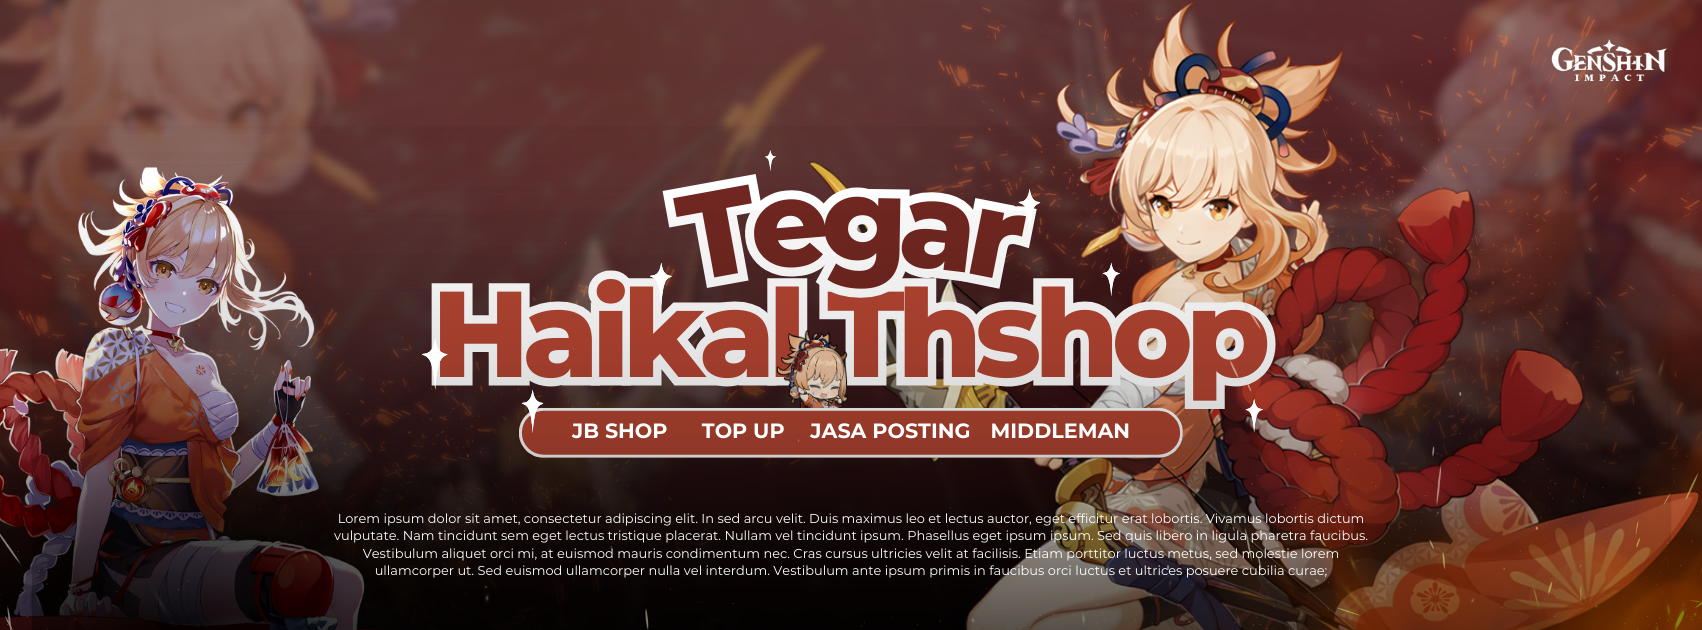 GENSHIN
IMPACT
Tegar
Haikal Thshop
JB SHOP TOP UP JASA POSTING MIDDLEMAN
Lorem ipsum dolor sit amet, consectetur adipiscing elit. In sed arcu velit. Duis maximus leo et lectus auctor, eget efficitur erat lobortis. Vivamus lobortis dictum
vulputate. Nam tincidunt sem eget lectus tristique placerat. Nullam vel tincidunt ipsum. Phasellus eget ipsum ipsum. Sed quis libero in ligula pharetra faucibus.
Vestibulum aliquet orci mi, at euismod mauris condimentum nec. Cras cursus ultricies velit at facilisis. Etiam porttitor luctus metus, sed molestie lorem
ullamcorper ut. Sed euismod ullamcorper nulla vel interdum. Vestibulum ante ipsum primis in faucibus orci luctus et ultrices posuere cubilia curae;